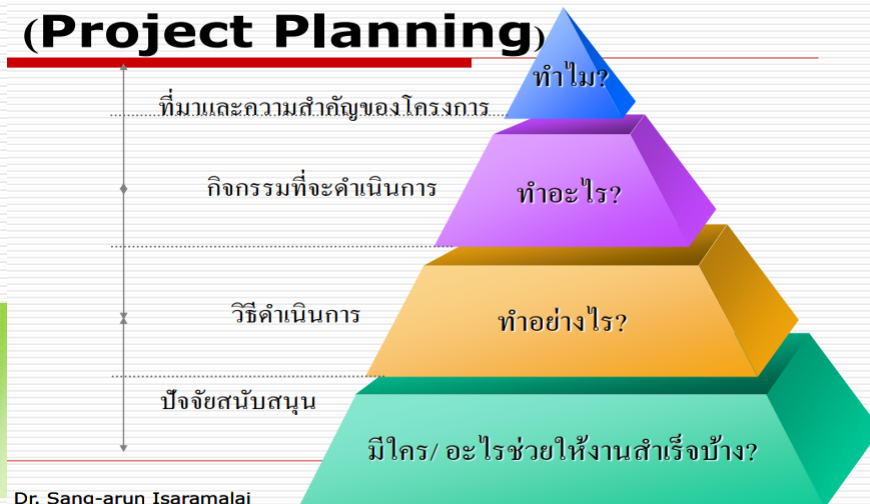 (Project Planning)
ทำไม?
ที่มาและความสำคัญของโครงการ
กิจกรรมที่จะดำเนินการ
ทำอะไร?
วิธีดำเนินการ
ทำอย่างไร?
ปัจจัยสนับสนุน
มีใคร/ อะไรช่วยให้งานสำเร็จบ้าง?
Dr. Sang-arun Isaramalai